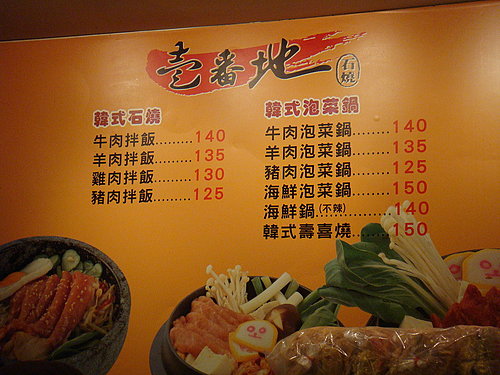 壱番地
石燒
韓式石燒
牛肉拌飯.........140
羊肉拌飯.........135
雞肉拌飯.........130
豬肉拌飯.........125
韓式泡菜鍋
牛肉泡菜鍋........140
羊肉泡菜鍋........135
豬肉泡菜鍋........125
海鮮泡菜鍋........150
海鮮鍋(不辣)..............140
韓式壽喜燒........150